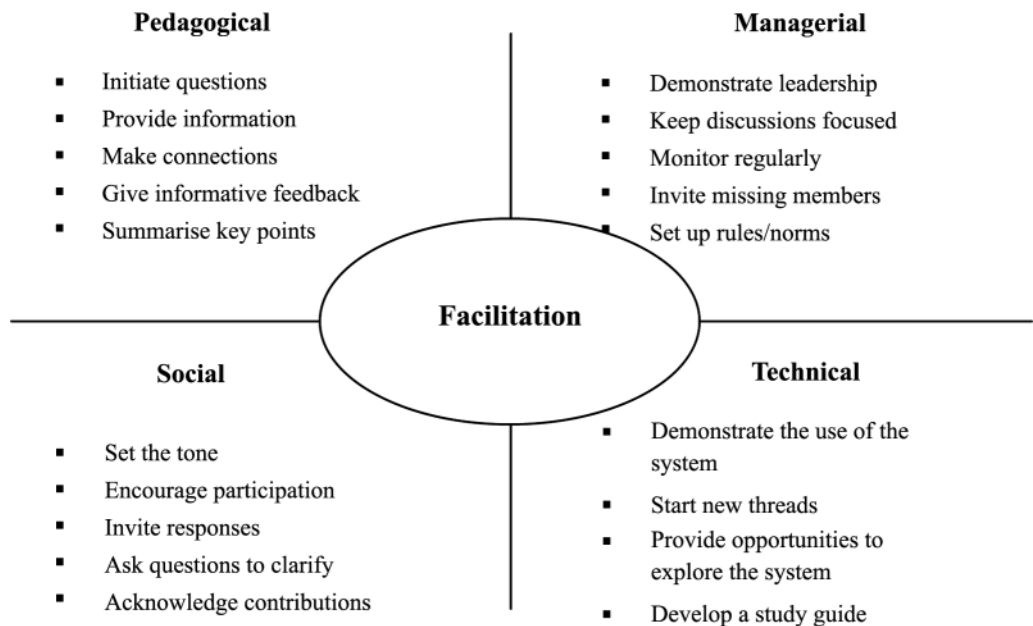 Pedagogical
▪ Initiate questions
▪ Provide information
▪ Make connections
▪ Give informative feedback
▪ Summarise key points
Managerial
▪ Demonstrate leadership
▪ Keep discussions focused
▪ Monitor regularly
▪ Invite missing members
▪ Set up rules/norms
Facilitation
Social
▪ Set the tone
▪ Encourage participation
▪ Invite responses
▪ Ask questions to clarify
▪ Acknowledge contributions
Technical
▪ Demonstrate the use of the
system
▪ Start new threads
▪ Provide opportunities to
explore the system
▪ Develop a study guide